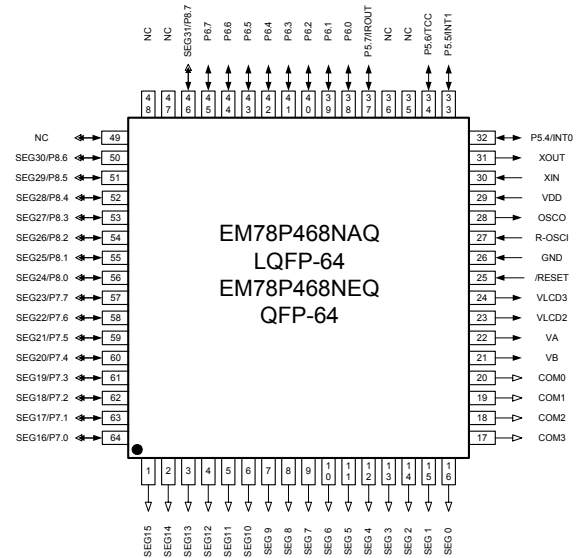 NC
NC
SEG31/P8.7
P6.7
P6.6
P6.5
P6.4
P6.3
P6.2
P6.1
P6.0
P5.7/IROUT
NC
NC
P5.6/TCC
P5.5/INT1
48 47 46 45 44 43 42 41 40 39 38 37 36 35 34 33
NC 49
SEG30/P8.6 50
SEG29/P8.5 51
SEG28/P8.4 52
SEG27/P8.3 53
SEG26/P8.2 54
SEG25/P8.1 55
SEG24/P8.0 56
SEG23/P7.7 57
SEG22/P7.6 58
SEG21/P7.5 59
SEG20/P7.4 60
SEG19/P7.3 61
SEG18/P7.2 62
SEG17/P7.1 63
SEG16/P7.0 64
EM78P468NAQ
LQFP-64
EM78P468NEQ
QFP-64
32 P5.4/INT0
31 XOUT
30 XIN
29 VDD
28 OSCO
27 R-OSCI
26 GND
25 /RESET
24 VLCD3
23 VLCD2
22 VA
21 VB
20 COM0
19 COM1
18 COM2
17 COM3
1 2 3 4 5 6 7 8 9 10 11 12 13 14 15 16
SEG15
SEG14
SEG13
SEG12
SEG11
SEG10
SEG 9
SEG 8
SEG 7
SEG 6
SEG 5
SEG 4
SEG 3
SEG 2
SEG 1
SEG 0